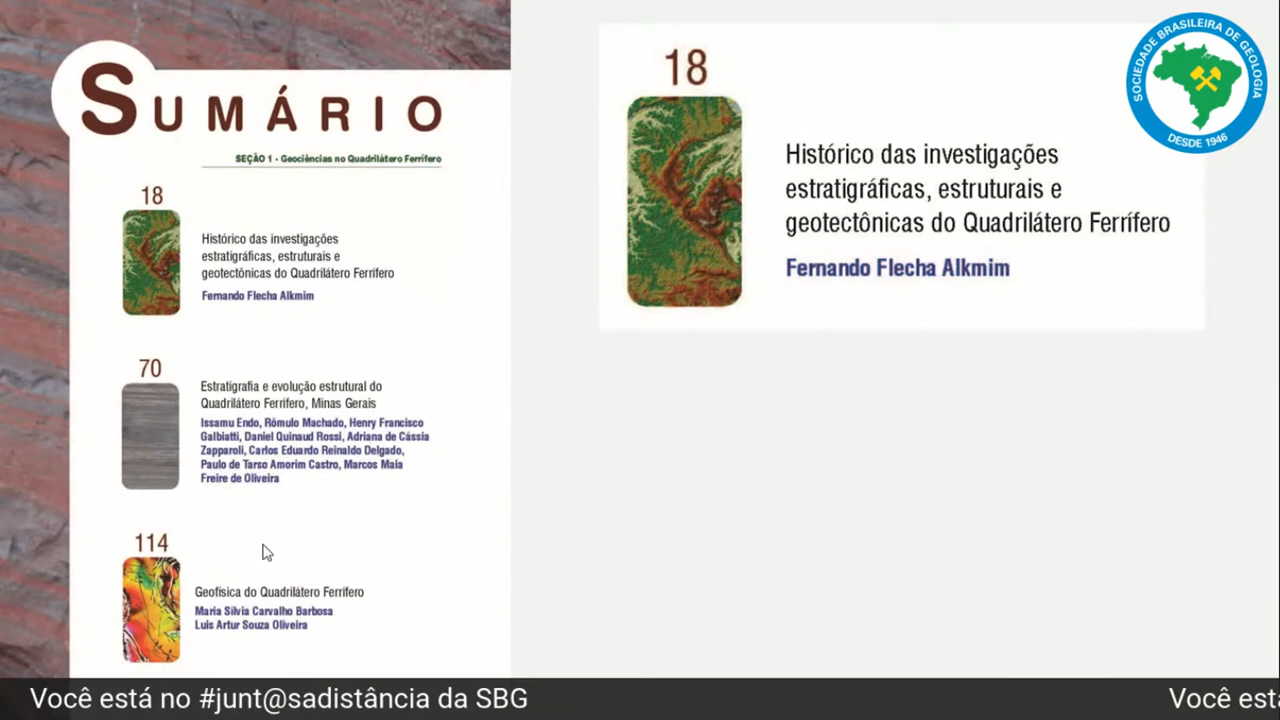 SUMÁRIO
SEÇÃO 1 - Geociências no Quadrilátero Ferrífero
18
Histórico das investigações
estratigráficas, estruturais e
geotectônicas do Quadrilátero Ferrífero
Fernando Flecha Alkmim
70
Estratigrafia e evolução estrutural do
Quadrilátero Ferrífero, Minas Gerais
Issamu Endo, Rômulo Machado, Henry Francisco
Galbiatti, Daniel Quinaud Rossi, Adriana de Cássia
Zapparoli, Carlos Eduardo Reinaldo Delgado,
Paulo de Tarso Amorim Castro, Marcos Maia
Freire de Oliveira
114
Geofísica do Quadrilátero Ferrífero
Maria Silvia Carvalho Barbosa
Luis Artur Souza Oliveira
18
Histórico das investigações
estratigráficas, estruturais e
geotectônicas do Quadrilátero Ferrífero
Fernando Flecha Alkmim
SOCIEDADE BRASILEIRA DE GEOLOGIA
DESDE 1946
Você está no #junt@sadistância da SBG
Você est